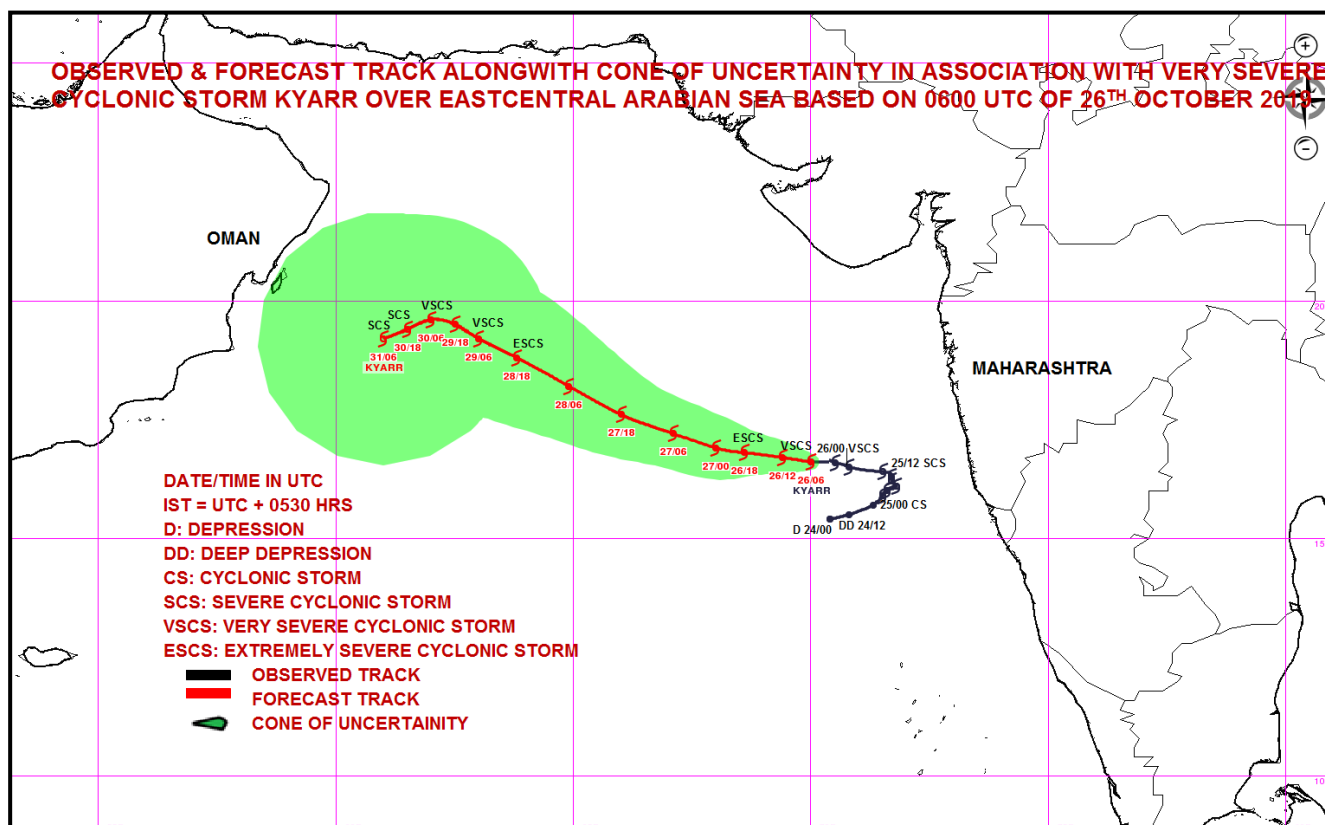 OBSERVED & FORECAST TRACK ALONGWITH CONE OF UNCERTAINTY IN ASSOCIATION WITH VERY SEVERE
CYCLONIC STORM KYARR OVER EASTCENTRAL ARABIAN SEA BASED ON 0600 UTC OF 26TH OCTOBER 2019
+
−
OMAN
20
MAHARASHTRA
SCS
SCS
VSCS
VSCS
ESCS
31/06
KYARR
30/18
30/06
29/18
29/06
28/18
28/06
27/18
27/06
27/00
ESCS
26/18
VSCS
26/12
26/06
KYARR
26/00 VSCS
25/12 SCS
25/00 CS
DD 24/12
D 24/00
15
DATE/TIME IN UTC
IST = UTC + 0530 HRS
D: DEPRESSION
DD: DEEP DEPRESSION
CS: CYCLONIC STORM
SCS: SEVERE CYCLONIC STORM
VSCS: VERY SEVERE CYCLONIC STORM
ESCS: EXTREMELY SEVERE CYCLONIC STORM
OBSERVED TRACK
FORECAST TRACK
CONE OF UNCERTAINITY
10